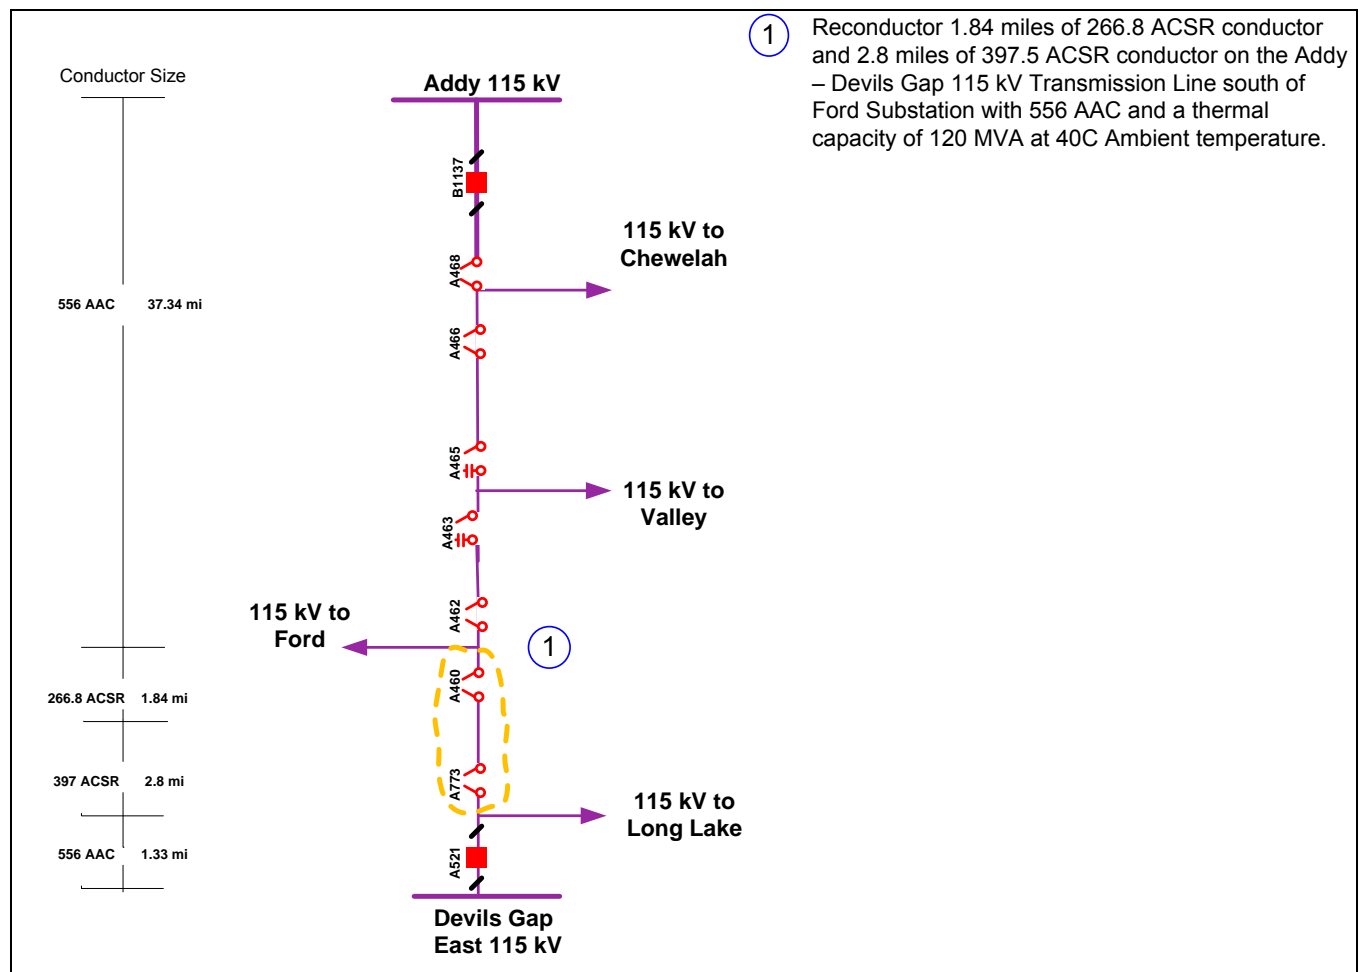 1
Reconductor 1.84 miles of 266.8 ACSR conductor
and 2.8 miles of 397.5 ACSR conductor on the Addy
– Devils Gap 115 kV Transmission Line south of
Ford Substation with 556 AAC and a thermal
capacity of 120 MVA at 40C Ambient temperature.
Conductor Size
Addy 115 kV
B1137
115 kV to
Chewelah
A468
556 AAC 37.34 mi
A466
A465
115 kV to
Valley
A463
A462
115 kV to
Ford
1
A460
266.8 ACSR 1.84 mi
A773
397 ACSR 2.8 mi
115 kV to
Long Lake
556 AAC 1.33 mi
A521
Devils Gap
East 115 kV